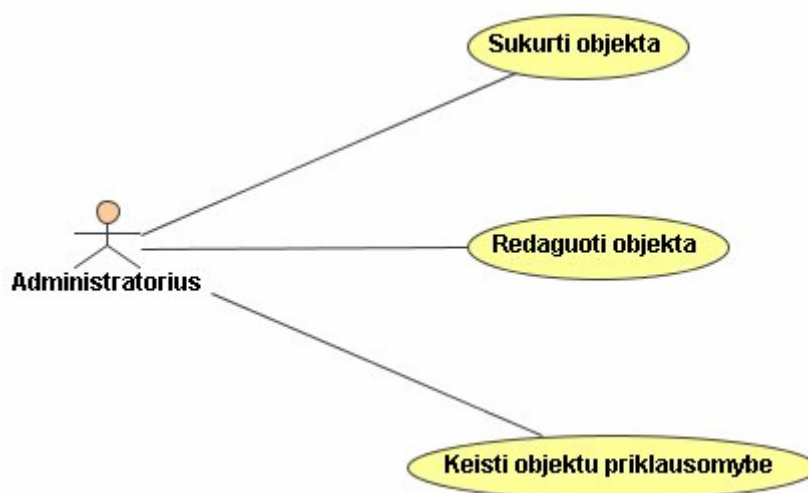 Sukurti objekta
Redaguoti objekta
Administratorius
Keisti objektu priklausomybe